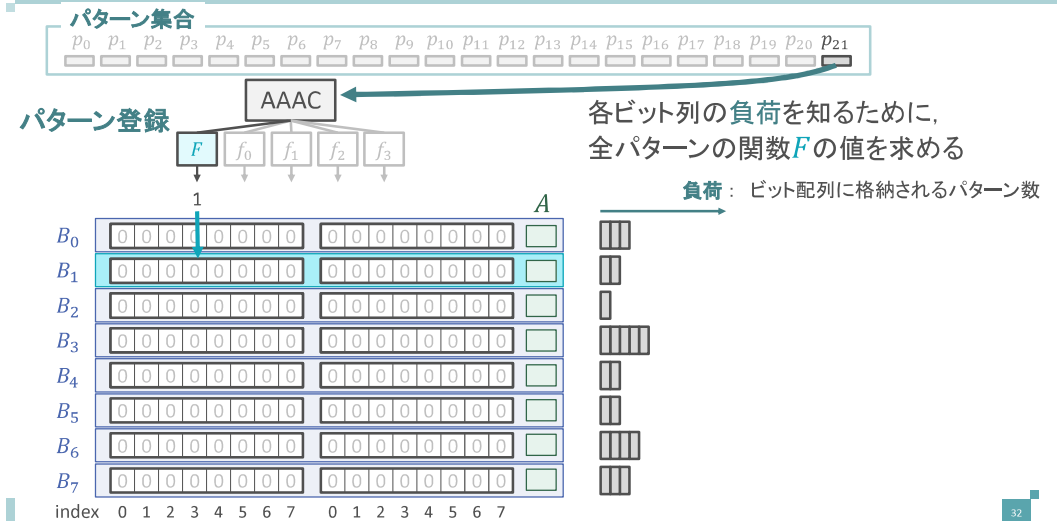 パターン集合
p0 p1 p2 p3 p4 p5 p6 p7 p8 p9 p10 p11 p12 p13 p14 p15 p16 p17 p18 p19 p20 p21
AAAC
パターン登録
F f0 f1 f2 f3
1
各ビット列の負荷を知るために,
全パターンの関数Fの値を求める
負荷： ビット配列に格納されるパターン数
A
B0 0 0 0 0 0 0 0 0 0 0 0 0 0 0 0 0
B1 0 0 0 0 0 0 0 0 0 0 0 0 0 0 0 0
B2 0 0 0 0 0 0 0 0 0 0 0 0 0 0 0 0
B3 0 0 0 0 0 0 0 0 0 0 0 0 0 0 0 0
B4 0 0 0 0 0 0 0 0 0 0 0 0 0 0 0 0
B5 0 0 0 0 0 0 0 0 0 0 0 0 0 0 0 0
B6 0 0 0 0 0 0 0 0 0 0 0 0 0 0 0 0
B7 0 0 0 0 0 0 0 0 0 0 0 0 0 0 0 0
index 0 1 2 3 4 5 6 7 0 1 2 3 4 5 6 7
32